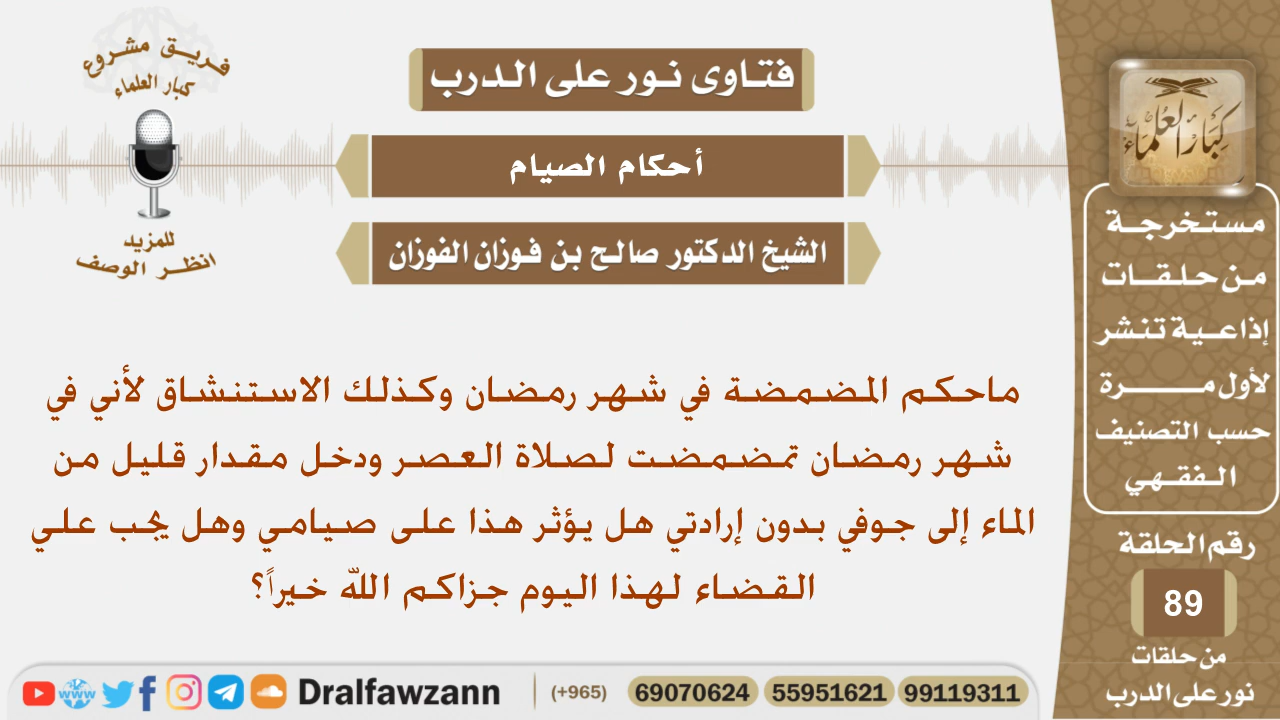 فريق مشروع
كبار العلماء
للمزيد
انظر الوصف
فتاوى نور على الدرب
أحكام الصيام
الشيخ الدكتور صالح بن فوزان الفوزان
ماحكم المضمضة في شهر رمضان وكذلك الاستنشاق لأني في
شهر رمضان تمضمضت لصلاة العصر ودخل مقدار قليل من
الماء إلى جوفي بدون إرادتي هل يؤثر هذا على صيامي وهل يجب علي
القضاء لهذا اليوم جزاكم الله خيراً؟
كبار العلماء
مستخرجة
من حلقات
إذاعية تنشر
لأول مرة
حسب التصنيف
الفقهي
رقم الحلقة
89
من حلقات
نور على الدرب
www
Dralfawzann
(+965)
69070624
55951621
99119311